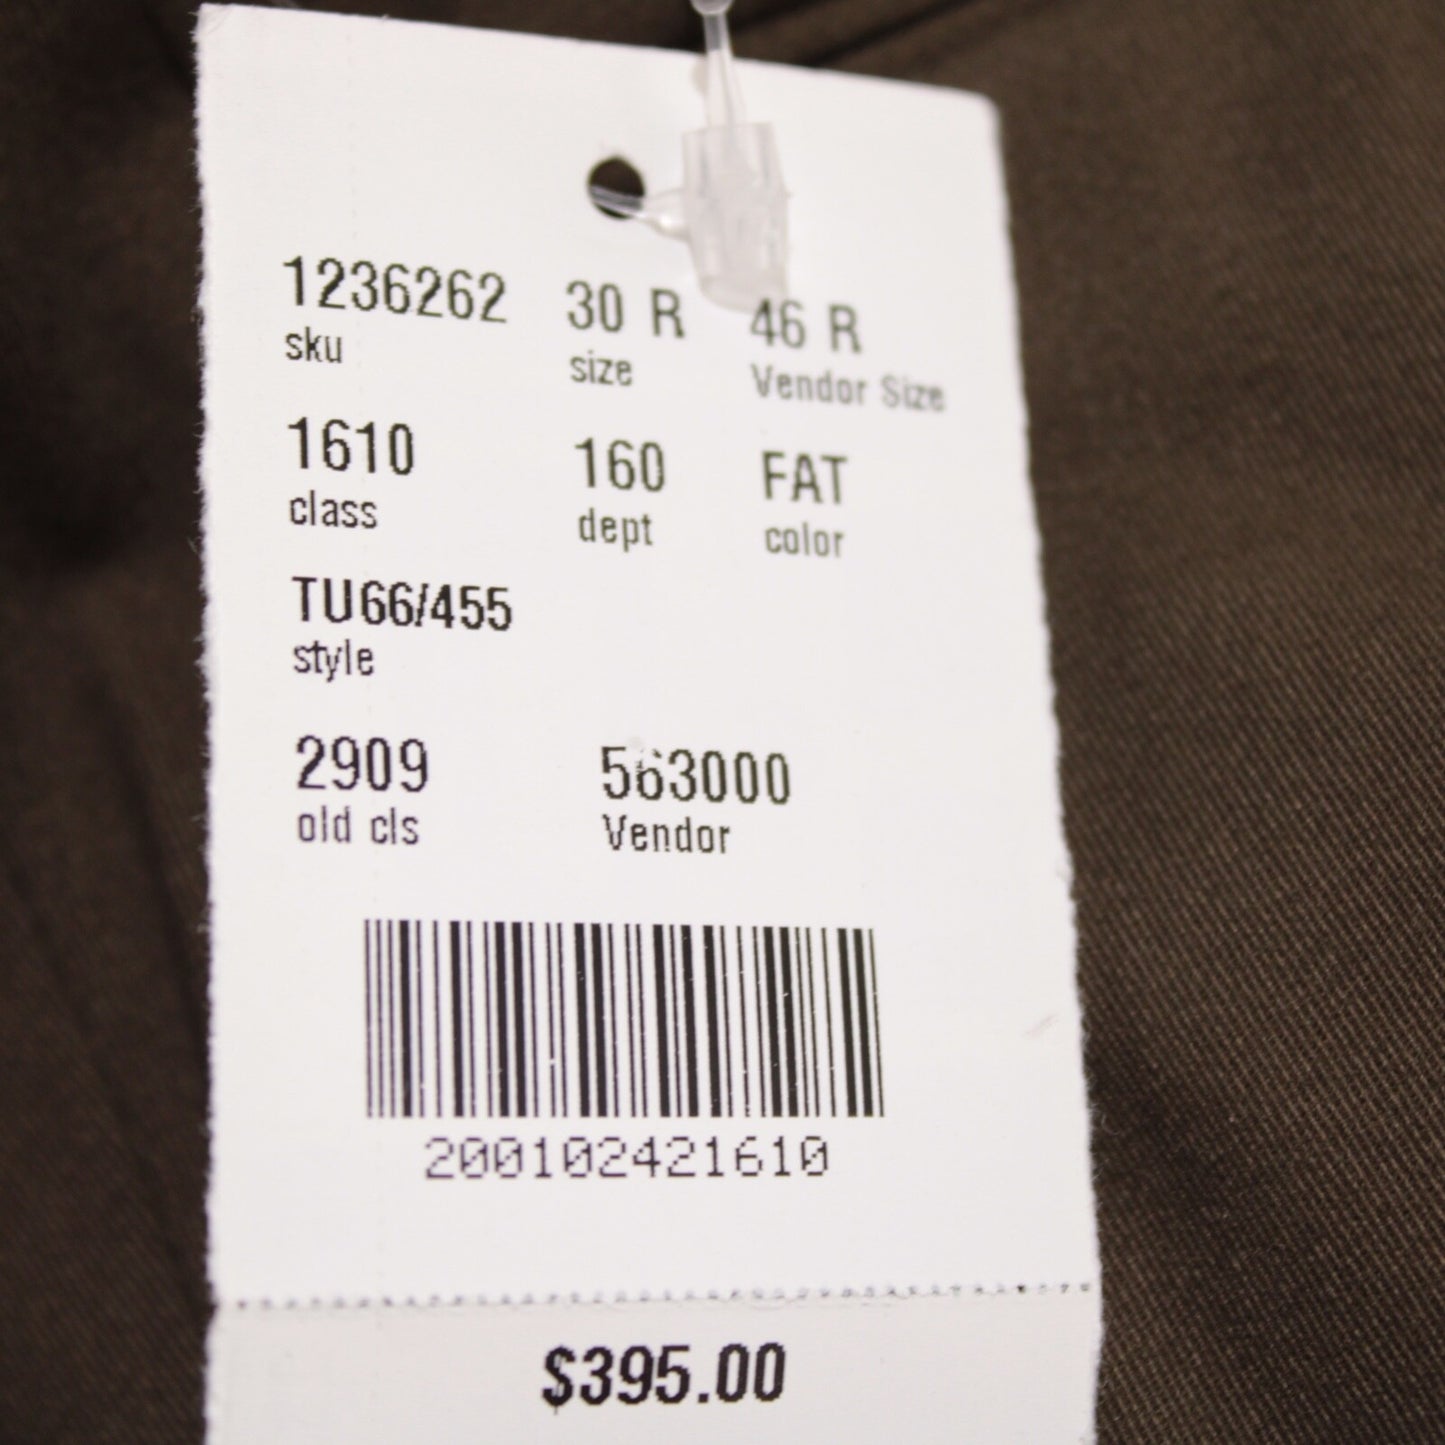 1236262 30 R 46 R
sku size Vendor Size
1610 160 FAT
class dept color
TU66/455
style
2909 563000
old cls Vendor
200102421610
$395.00